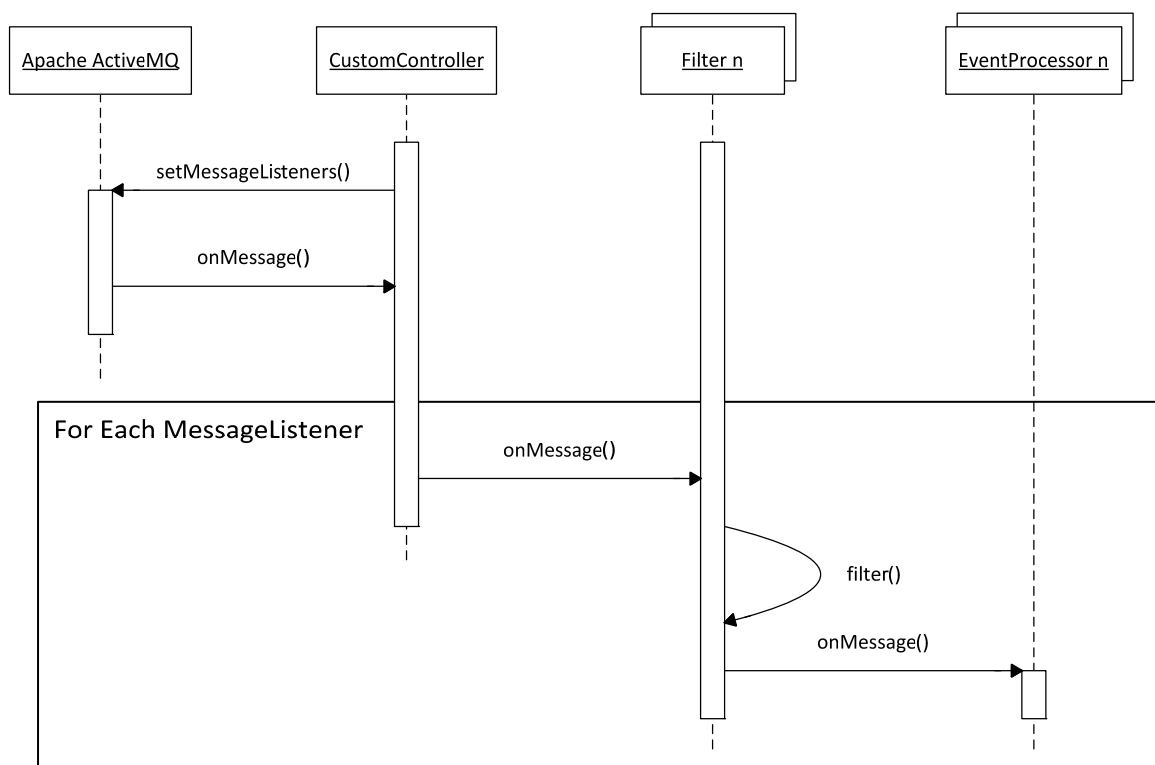 Apache ActiveMQ
CustomController
Filter n
EventProcessor n
setMessageListeners()
onMessage()
For Each MessageListener
onMessage()
filter()
onMessage()